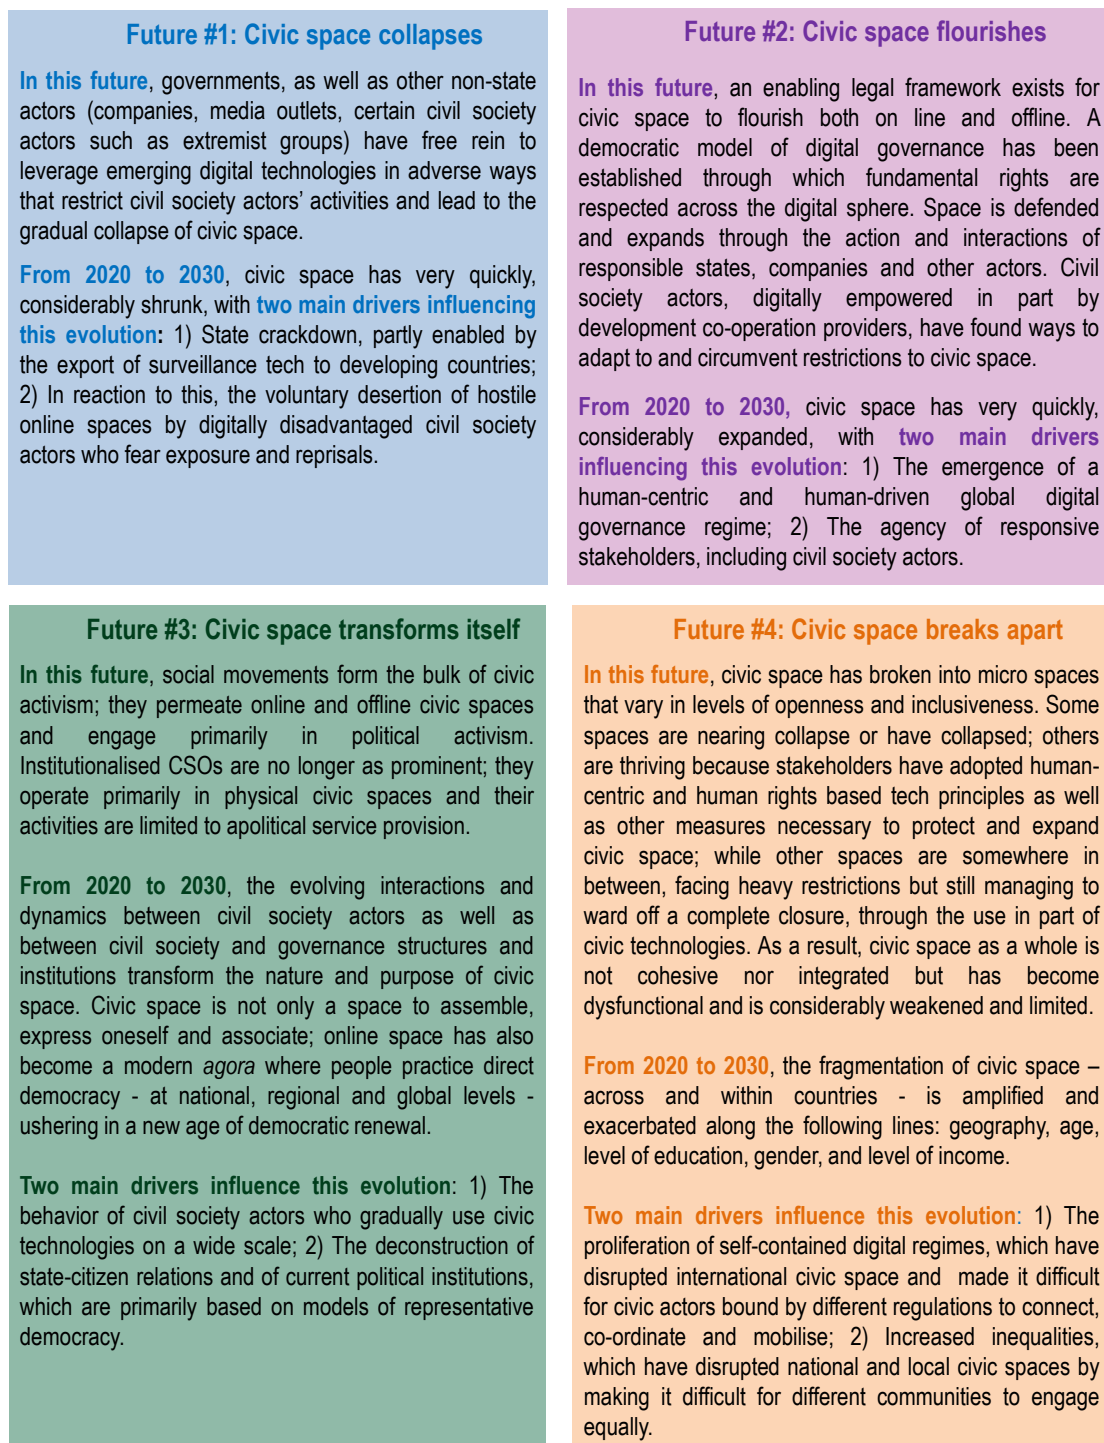 Future #1: Civic space collapses
In this future, governments, as well as other non-state
actors (companies, media outlets, certain civil society
actors such as extremist groups) have free rein to
leverage emerging digital technologies in adverse ways
that restrict civil society actors’ activities and lead to the
gradual collapse of civic space.
From 2020 to 2030, civic space has very quickly,
considerably shrunk, with two main drivers influencing
this evolution: 1) State crackdown, partly enabled by
the export of surveillance tech to developing countries;
2) In reaction to this, the voluntary desertion of hostile
online spaces by digitally disadvantaged civil society
actors who fear exposure and reprisals.
Future #2: Civic space flourishes
In this future, an enabling legal framework exists for
civic space to flourish both on line and offline. A
democratic model of digital governance has been
established through which fundamental rights are
respected across the digital sphere. Space is defended
and expands through the action and interactions of
responsible states, companies and other actors. Civil
society actors, digitally empowered in part by
development co-operation providers, have found ways to
adapt to and circumvent restrictions to civic space.
From 2020 to 2030, civic space has very quickly,
considerably expanded, with two main drivers
influencing this evolution: 1) The emergence of a
human-centric and human-driven global digital
governance regime; 2) The agency of responsive
stakeholders, including civil society actors.
Future #3: Civic space transforms itself
In this future, social movements form the bulk of civic
activism; they permeate online and offline civic spaces
and engage primarily in political activism.
Institutionalised CSOs are no longer as prominent; they
operate primarily in physical civic spaces and their
activities are limited to apolitical service provision.
From 2020 to 2030, the evolving interactions and
dynamics between civil society actors as well as
between civil society and governance structures and
institutions transform the nature and purpose of civic
space. Civic space is not only a space to assemble,
express oneself and associate; online space has also
become a modern agora where people practice direct
democracy - at national, regional and global levels -
ushering in a new age of democratic renewal.
Two main drivers influence this evolution: 1) The
behavior of civil society actors who gradually use civic
technologies on a wide scale; 2) The deconstruction of
state-citizen relations and of current political institutions,
which are primarily based on models of representative
democracy.
Future #4: Civic space breaks apart
In this future, civic space has broken into micro spaces
that vary in levels of openness and inclusiveness. Some
spaces are nearing collapse or have collapsed; others
are thriving because stakeholders have adopted human-
centric and human rights based tech principles as well
as other measures necessary to protect and expand
civic space; while other spaces are somewhere in
between, facing heavy restrictions but still managing to
ward off a complete closure, through the use in part of
civic technologies. As a result, civic space as a whole is
not cohesive nor integrated but has become
dysfunctional and is considerably weakened and limited.
From 2020 to 2030, the fragmentation of civic space –
across and within countries - is amplified and
exacerbated along the following lines: geography, age,
level of education, gender, and level of income.
Two main drivers influence this evolution: 1) The
proliferation of self-contained digital regimes, which have
disrupted international civic space and made it difficult
for civic actors bound by different regulations to connect,
co-ordinate and mobilise; 2) Increased inequalities,
which have disrupted national and local civic spaces by
making it difficult for different communities to engage
equally.